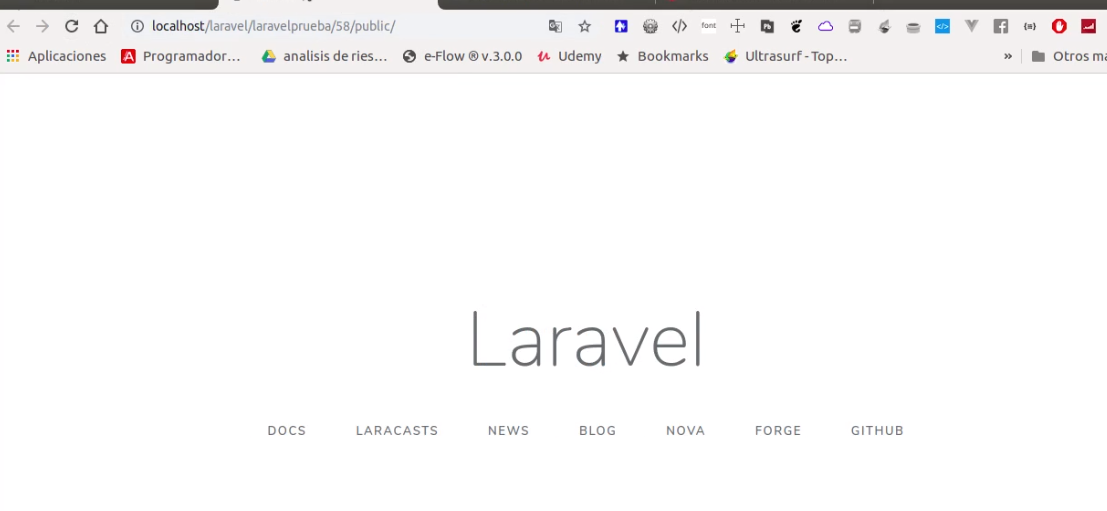 localhost/laravel/laravelprueba/58/public/
font
Aplicaciones Programador… analisis de ries… e-Flow ® v.3.0.0 Udemy Bookmarks Ultrasurf - Top… » Otros ma
Laravel
DOCS LARACASTS NEWS BLOG NOVA FORGE GITHUB